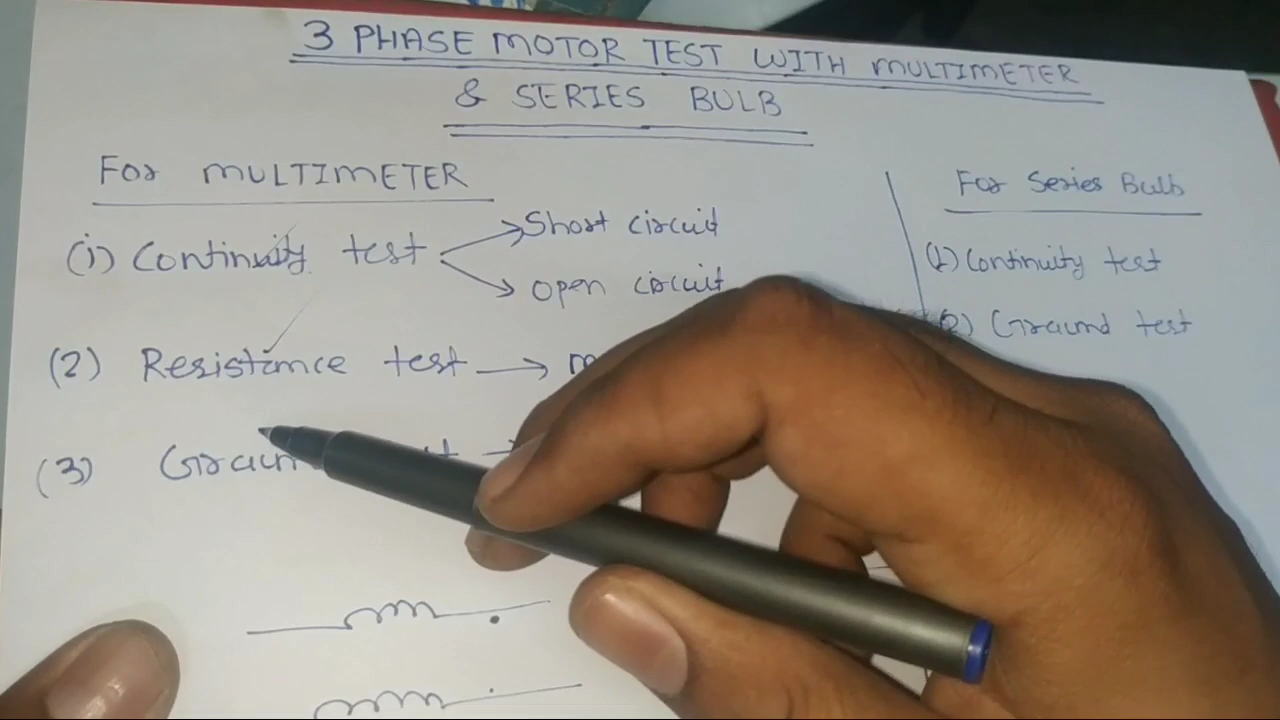 3 PHASE MOTOR TEST WITH MULTIMETER
& SERIES BULB
For MULTIMETER
(i) Continuity test
Short circuit
open circuit
(2) Resistance test →
(3)
For Series Bulb
(1) Continuity test
(2) Ground test